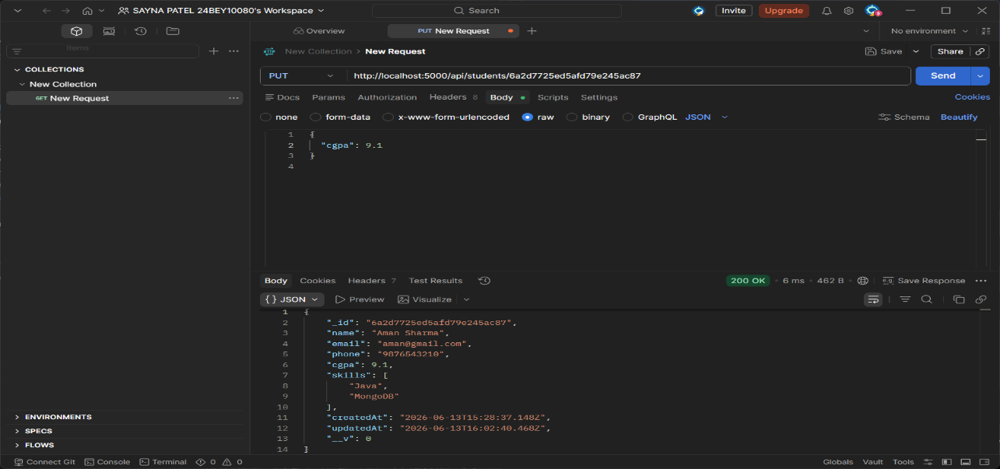 SAYNA PATEL 24BEY10080's Workspace
Search
Invite
Upgrade
9
Items
Overview
PUT New Request
No environment
COLLECTIONS
New Collection
GET New Request
HTTP New Collection > New Request
Save
Share
PUT
http://localhost:5000/api/students/6a2d7725ed5afd79e245ac87
Send
Docs Params Authorization Headers 8 Body Scripts Settings
Cookies
none form-data x-www-form-urlencoded raw binary GraphQL JSON
Schema Beautify
1 {
2 "cgpa": 9.1
3 }
4
Body Cookies Headers 7 Test Results
200 OK • 6 ms • 462 B
e.g. Save Response
{} JSON Preview Visualize
1 {
2 "_id": "6a2d7725ed5afd79e245ac87",
3 "name": "Aman Sharma",
4 "email": "aman@gmail.com",
5 "phone": "9876543210",
6 "cgpa": 9.1,
7 "skills": [
8 "Java",
9 "MongoDB"
10 ],
11 "createdAt": "2026-06-13T15:28:37.148Z",
12 "updatedAt": "2026-06-13T16:02:40.468Z",
13 "__v": 0
14 }
ENVIRONMENTS
SPECS
FLOWS
Connect Git Console Terminal 0 0
Globals Vault Tools